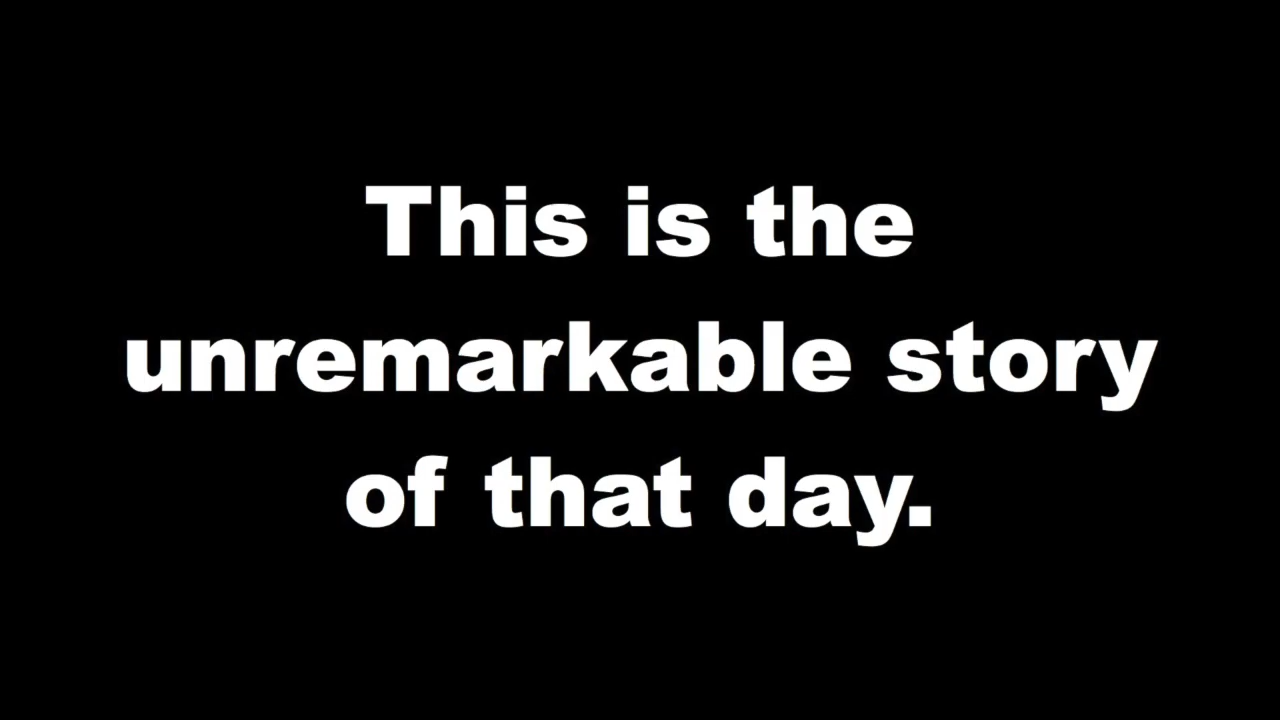 This is the
unremarkable story
of that day.